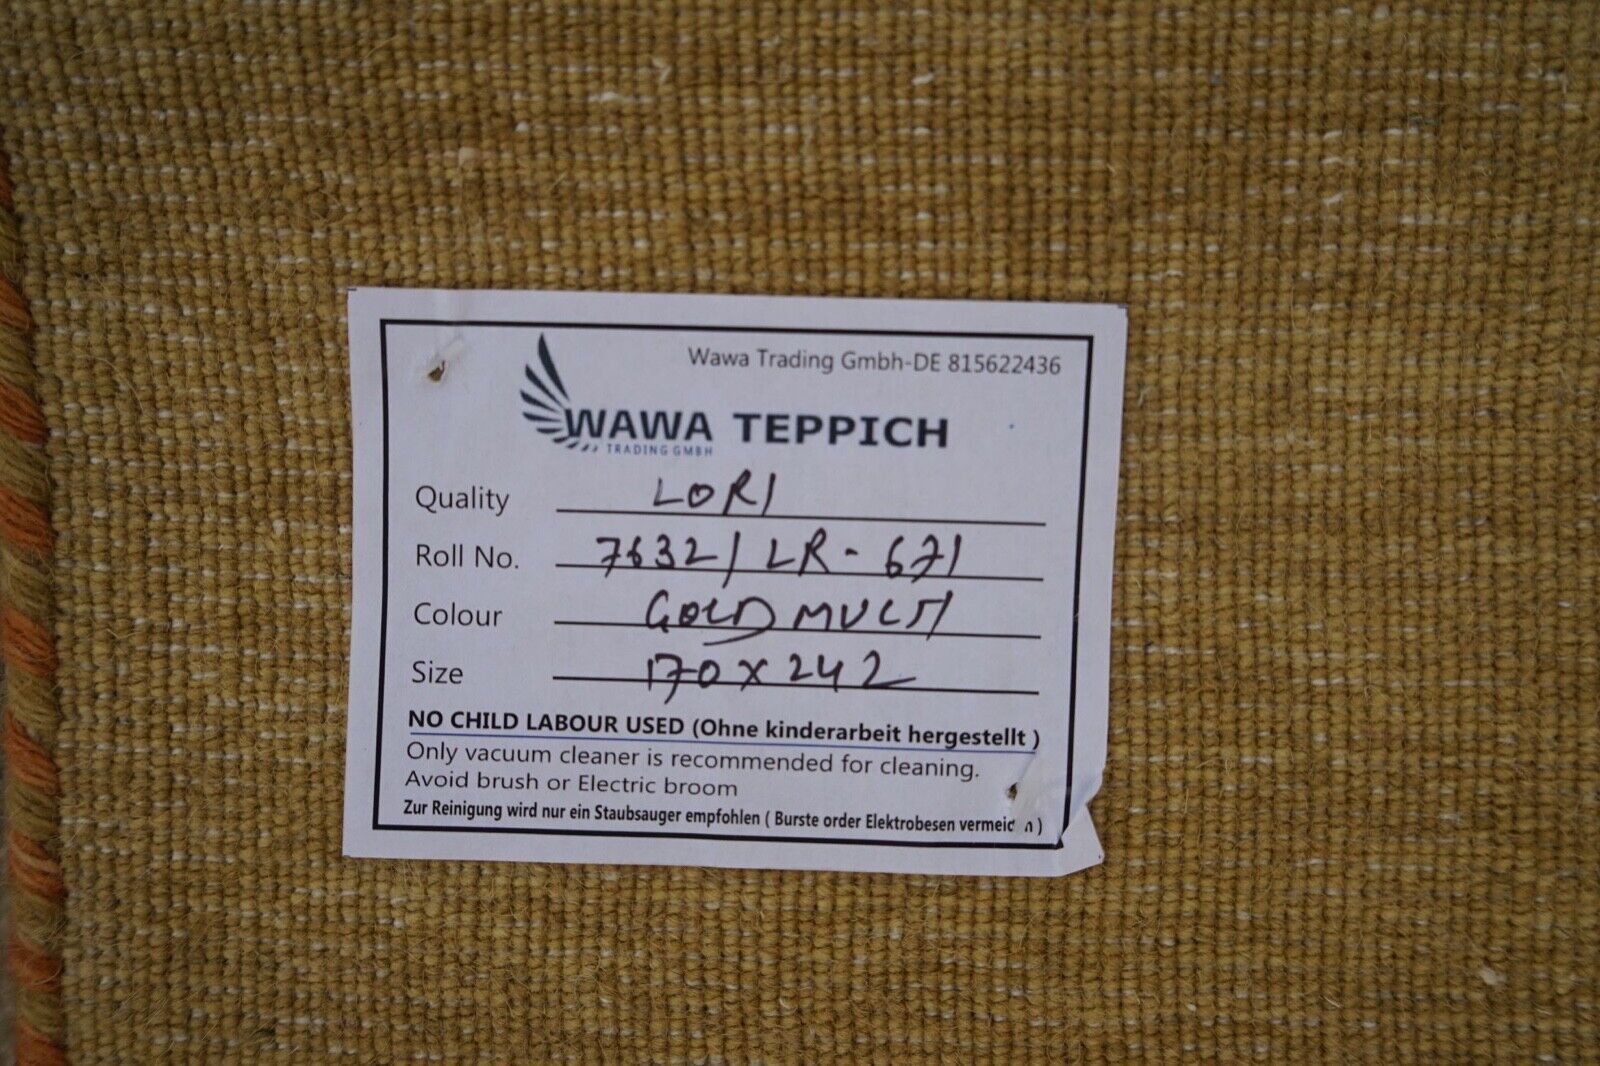 Wawa Trading Gmbh-DE 815622436
WAWA TEPPICH
TRADING GMBH
Quality LORI
Roll No. 7632/LR-671
Colour GOLD MULTI
Size 170x242
NO CHILD LABOUR USED (Ohne kinderarbeit hergestellt )
Only vacuum cleaner is recommended for cleaning.
Avoid brush or Electric broom
Zur Reinigung wird nur ein Staubsauger empfohlen ( Burste order Elektrobesen vermeiden )